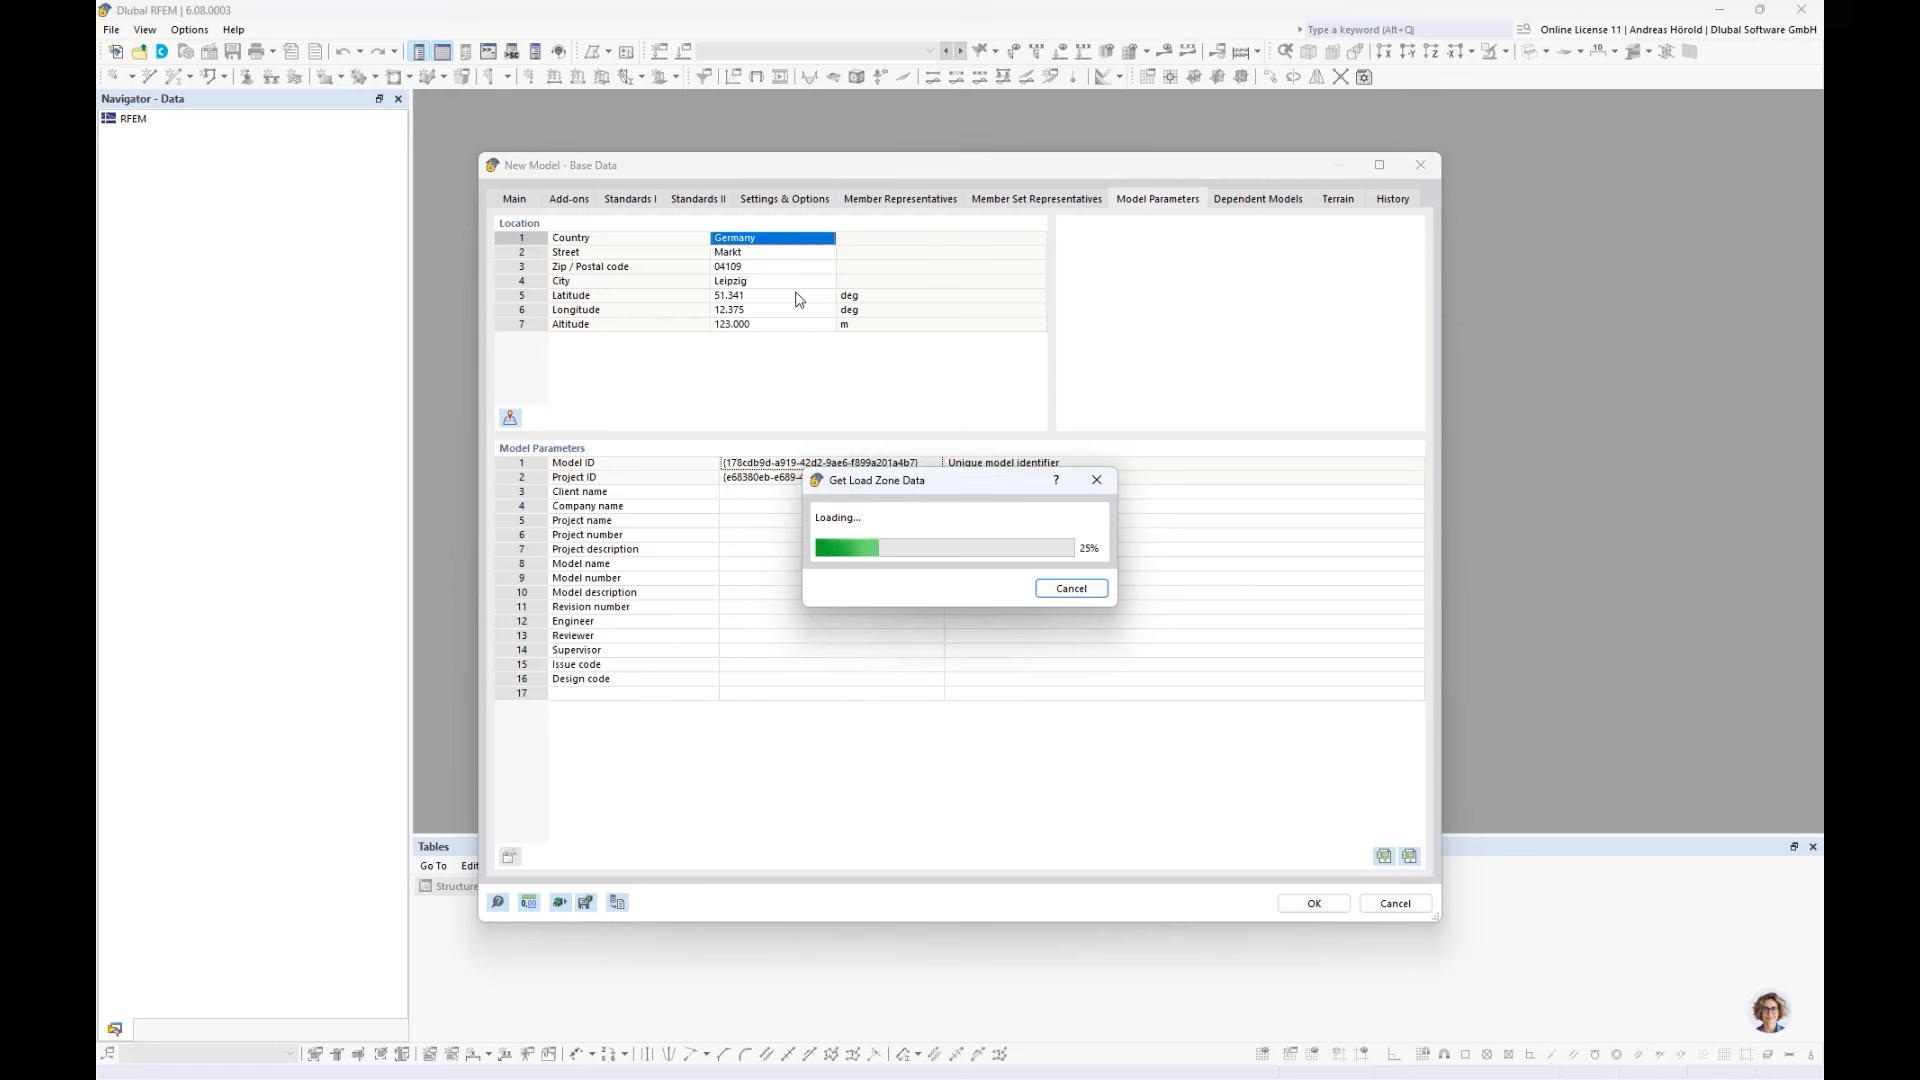 Dlubal RFEM | 6.08.0003
File View Options Help
Type a keyword (Alt+Q)
Online License 11 | Andreas Hörold | Dlubal Software GmbH
Navigator - Data
RFEM
New Model - Base Data
Main Add-ons Standards I Standards II Settings & Options Member Representatives Member Set Representatives Model Parameters Dependent Models Terrain History
Location
1 Country Germany
2 Street Markt
3 Zip / Postal code 04109
4 City Leipzig
5 Latitude 51.341 deg
6 Longitude 12.375 deg
7 Altitude 123.000 m
Model Parameters
1 Model ID {178cdb9d-a919-42d2-9ae6-f899a201a4b7} Unique model identifier
2 Project ID {e68380eb-e689-4
3 Client name
4 Company name
5 Project name
6 Project number
7 Project description
8 Model name
9 Model number
10 Model description
11 Revision number
12 Engineer
13 Reviewer
14 Supervisor
15 Issue code
16 Design code
17
Get Load Zone Data ?
Loading...
25%
Cancel
OK Cancel
Tables
Go To Edit
Structure